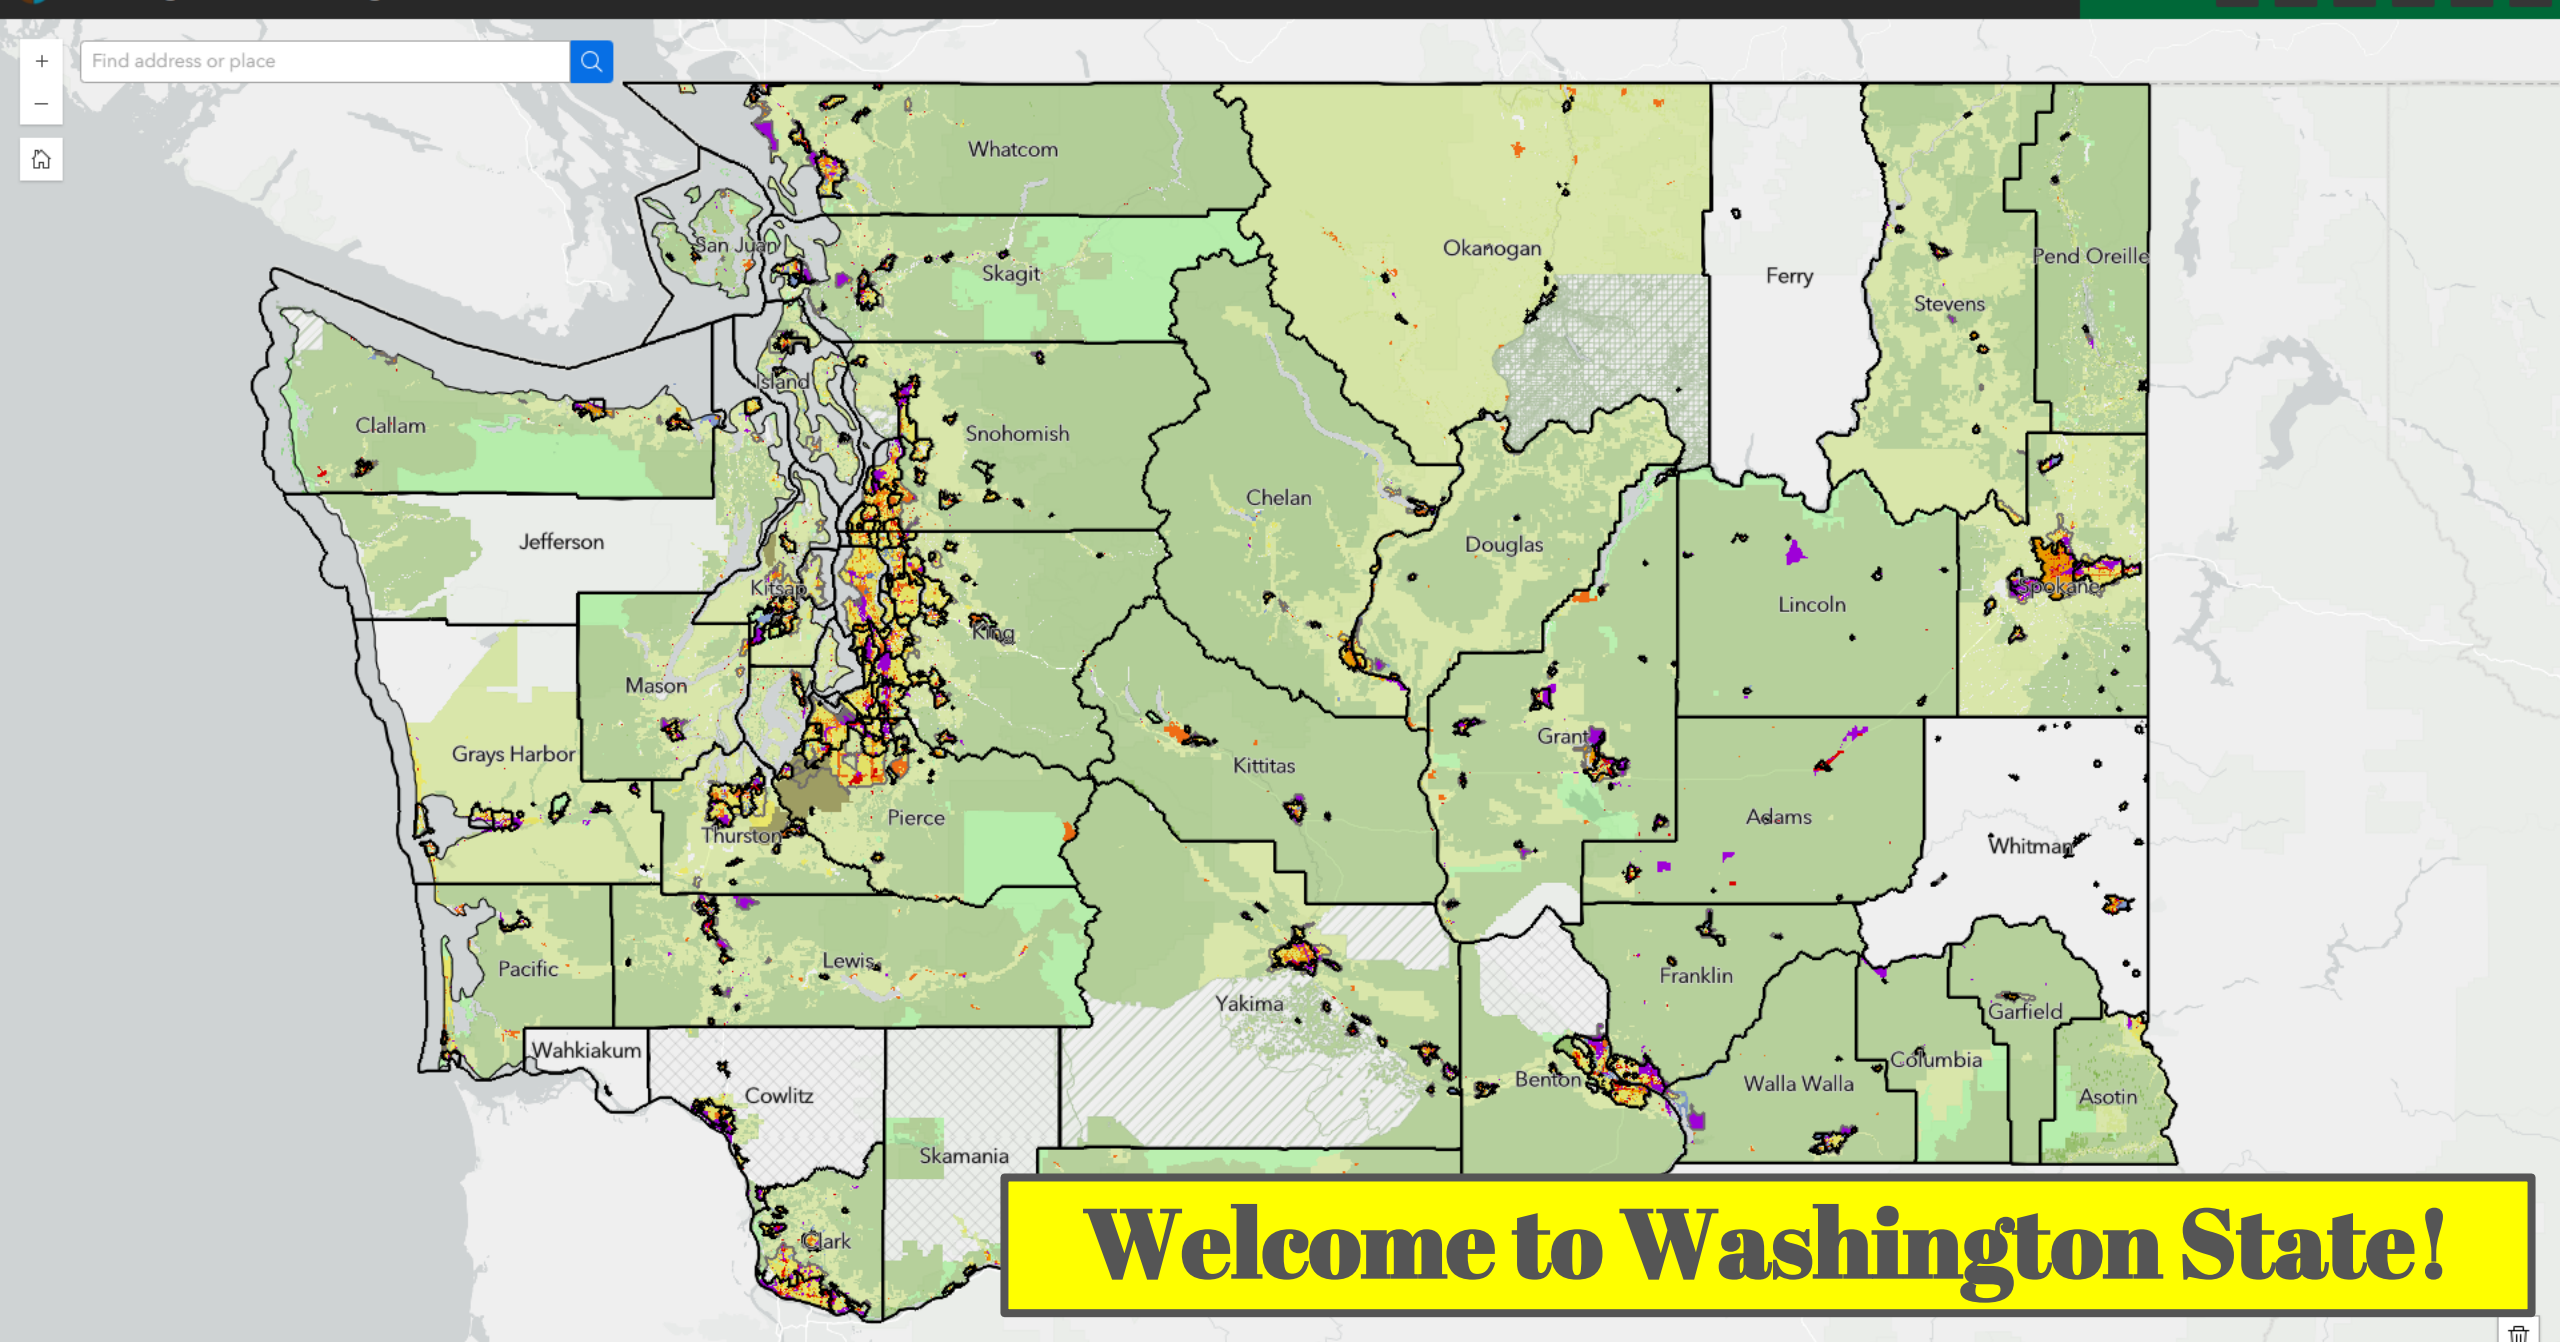 Find address or place
Whatcom
San Juan
Skagit
Okanogan
Ferry
Stevens
Pend Oreille
Island
Clallam
Snohomish
Chelan
Douglas
Jefferson
Kitsap
King
Lincoln
Spokane
Mason
Grays Harbor
Kittitas
Grant
Thurston
Pierce
Adams
Whitman
Pacific
Lewis
Yakima
Franklin
Garfield
Wahkiakum
Cowlitz
Benton
Walla Walla
Columbia
Asotin
Skamania
Clark
Welcome to Washington State!